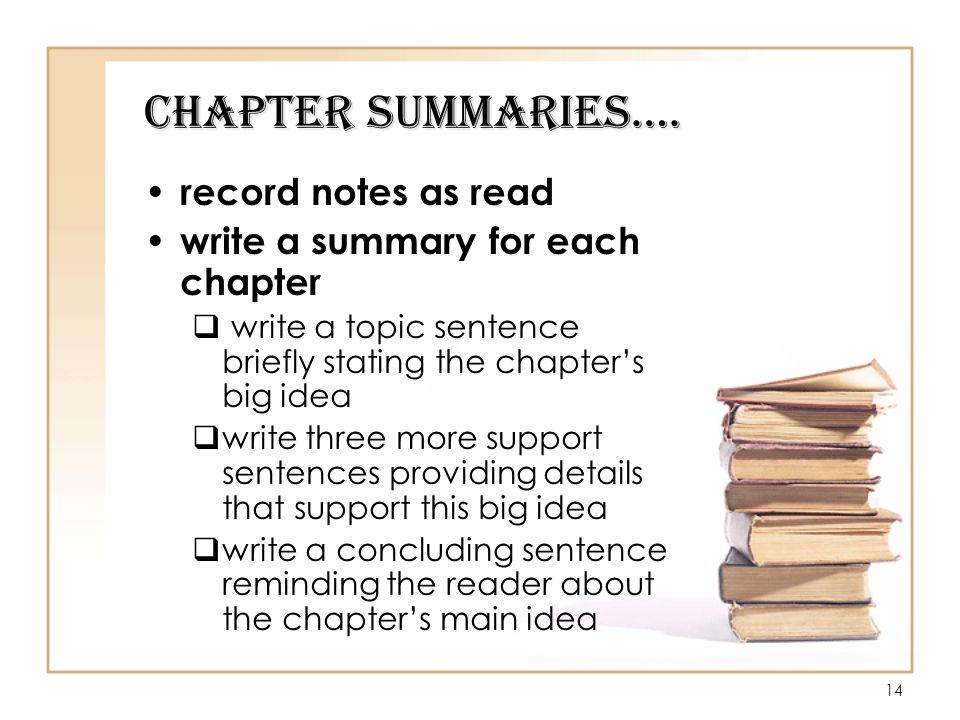 CHAPTER SUMMARIES....
• record notes as read
• write a summary for each
chapter
❑ write a topic sentence
briefly stating the chapter’s
big idea
❑write three more support
sentences providing details
that support this big idea
❑write a concluding sentence
reminding the reader about
the chapter’s main idea
14